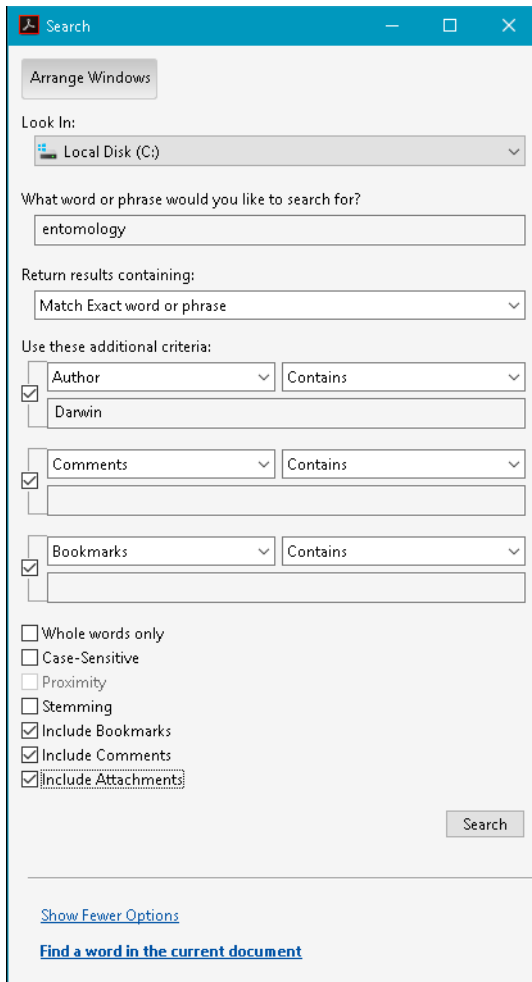 Search
Arrange Windows
Look In:
Local Disk (C:)
What word or phrase would you like to search for?
entomology
Return results containing:
Match Exact word or phrase
Use these additional criteria:
Author Contains
Darwin
Comments Contains
Bookmarks Contains
Whole words only
Case-Sensitive
Proximity
Stemming
Include Bookmarks
Include Comments
Include Attachments
Search
Show Fewer Options
Find a word in the current document